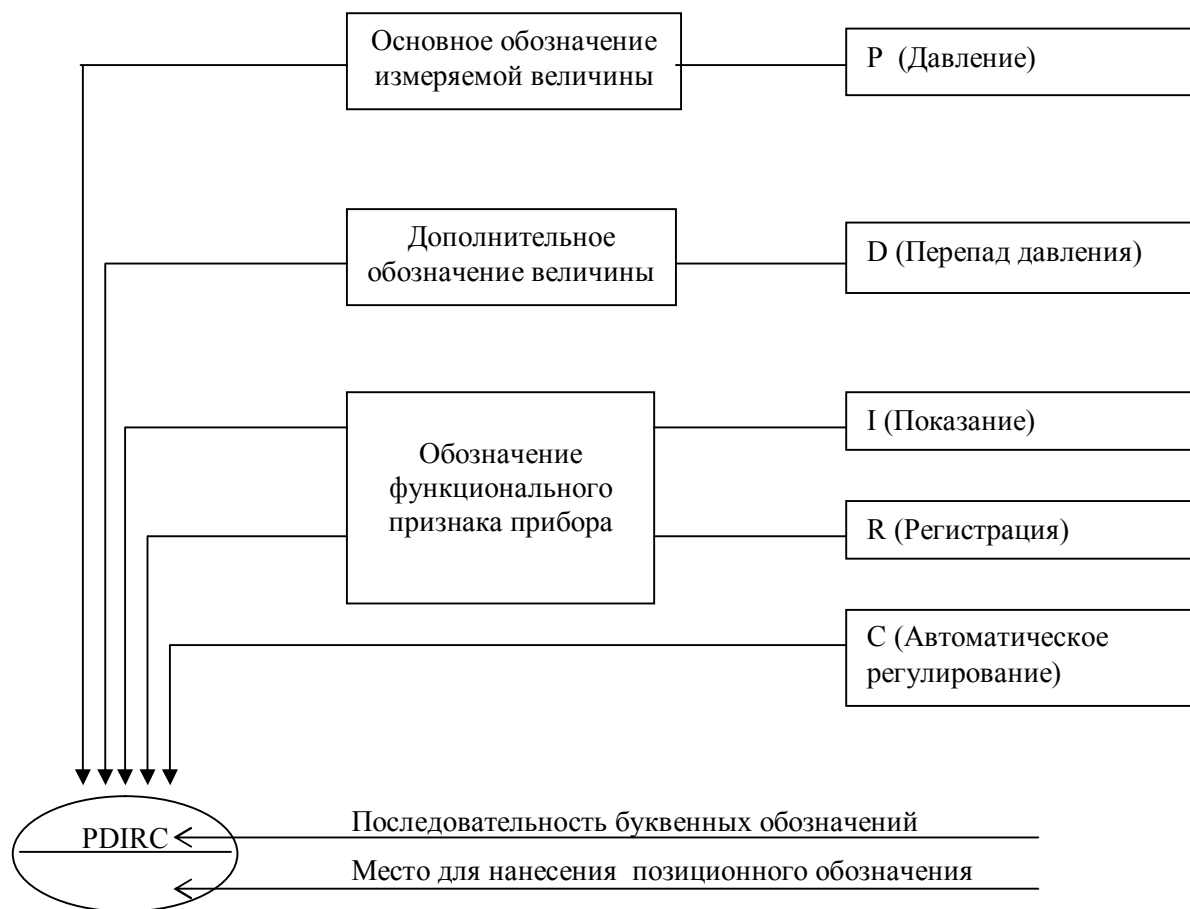 Основное обозначение
измеряемой величины
P (Давление)
Дополнительное
обозначение величины
D (Перепад давления)
Обозначение
функционального
признака прибора
I (Показание)
R (Регистрация)
C (Автоматическое
регулирование)
PDIRC
Последовательность буквенных обозначений
Место для нанесения позиционного обозначения